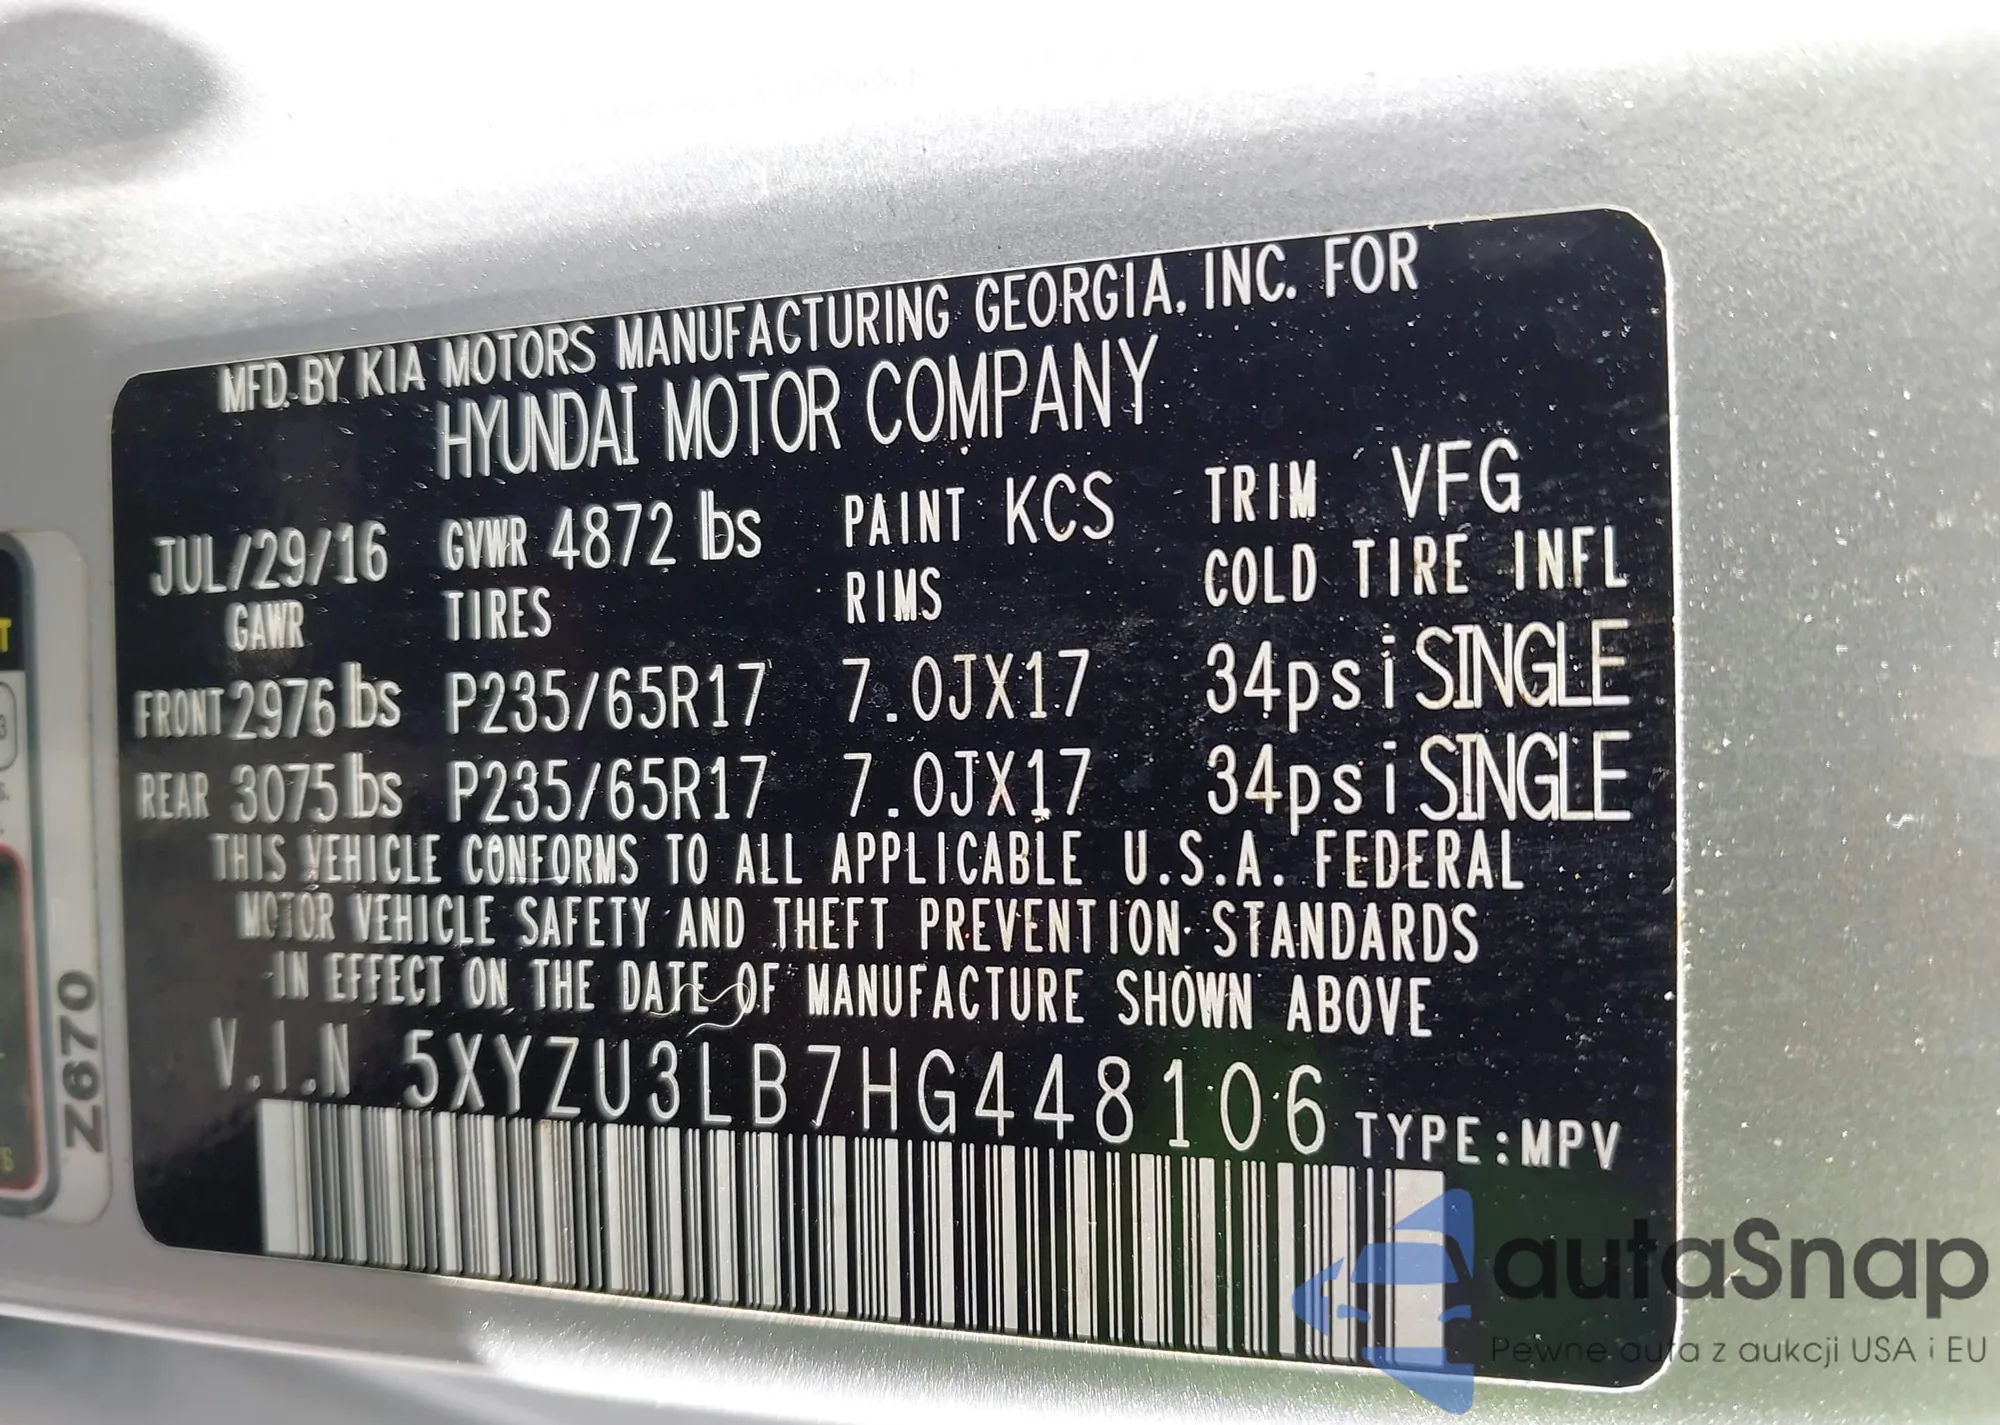 MFD. BY KIA MOTORS MANUFACTURING GEORGIA, INC. FOR
HYUNDAI MOTOR COMPANY
JUL/29/16 GVWR 4872 lbs PAINT KCS TRIM VFG
GAWR TIRES RIMS COLD TIRE INFL
FRONT 2976 lbs P235/65R17 7.0JX17 34psi SINGLE
REAR 3075 lbs P235/65R17 7.0JX17 34psi SINGLE
THIS VEHICLE CONFORMS TO ALL APPLICABLE U.S.A. FEDERAL
MOTOR VEHICLE SAFETY AND THEFT PREVENTION STANDARDS
IN EFFECT ON THE DATE OF MANUFACTURE SHOWN ABOVE
V.I.N 5XYZU3LB7HG448106 TYPE:MPV
Z670
autaSnap
Pewne auta z aukcji USA i EU